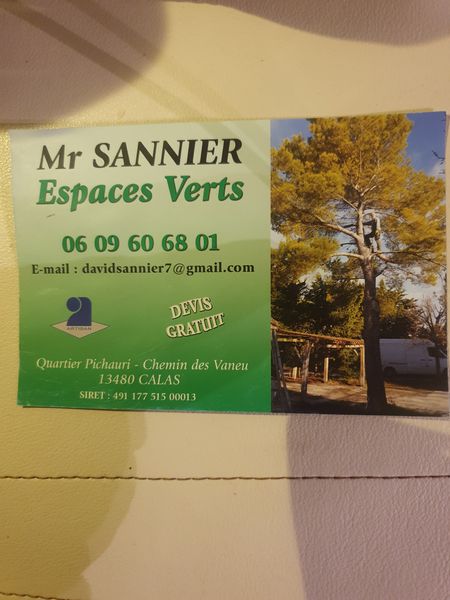 Mr SANNIER
Espaces Verts
06 09 60 68 01
E-mail : davidsannier7@gmail.com
ARTISAN
DEVIS
GRATUIT
Quartier Pichauri - Chemin des Vaneu
13480 CALAS
SIRET : 491 177 515 00013